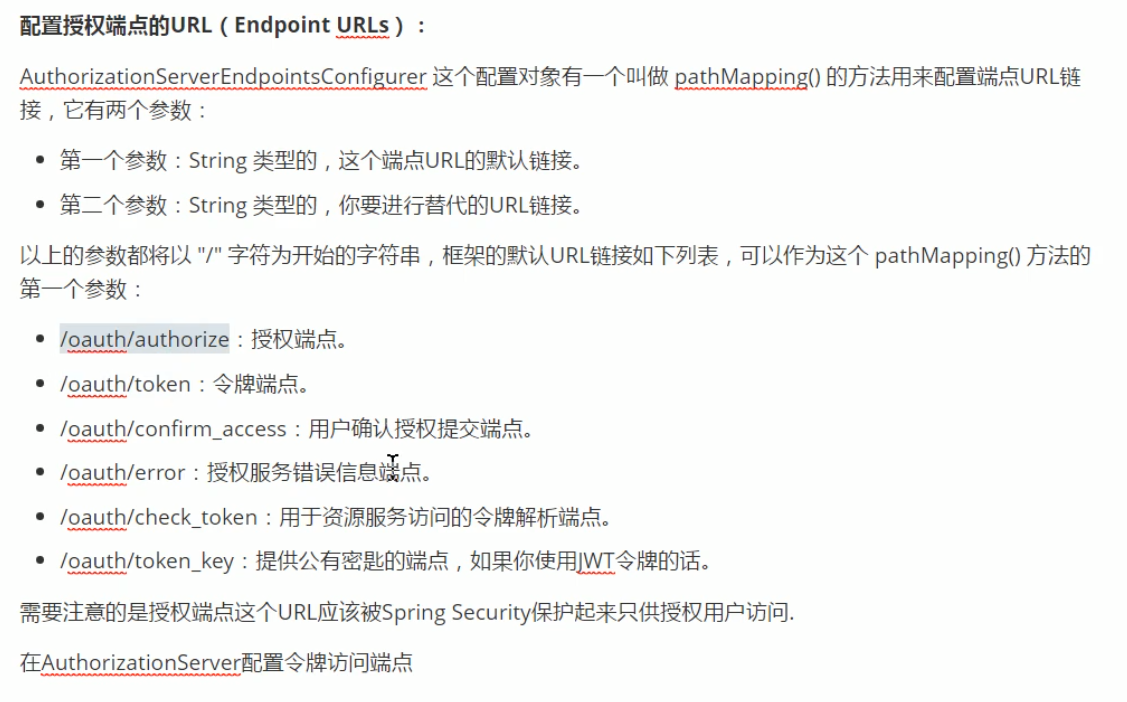 配置授权端点的URL（Endpoint URLs）：
AuthorizationServerEndpointsConfigurer 这个配置对象有一个叫做 pathMapping() 的方法用来配置端点URL链
接，它有两个参数：
• 第一个参数：String 类型的，这个端点URL的默认链接。
• 第二个参数：String 类型的，你要进行替代的URL链接。
以上的参数都将以 "/" 字符为开始的字符串，框架的默认URL链接如下列表，可以作为这个 pathMapping() 方法的
第一个参数：
• /oauth/authorize：授权端点。
• /oauth/token：令牌端点。
• /oauth/confirm_access：用户确认授权提交端点。
• /oauth/error：授权服务错误信息端点。
• /oauth/check_token：用于资源服务访问的令牌解析端点。
• /oauth/token_key：提供公有密匙的端点，如果你使用JWT令牌的话。
需要注意的是授权端点这个URL应该被Spring Security保护起来只供授权用户访问.
在AuthorizationServer配置令牌访问端点